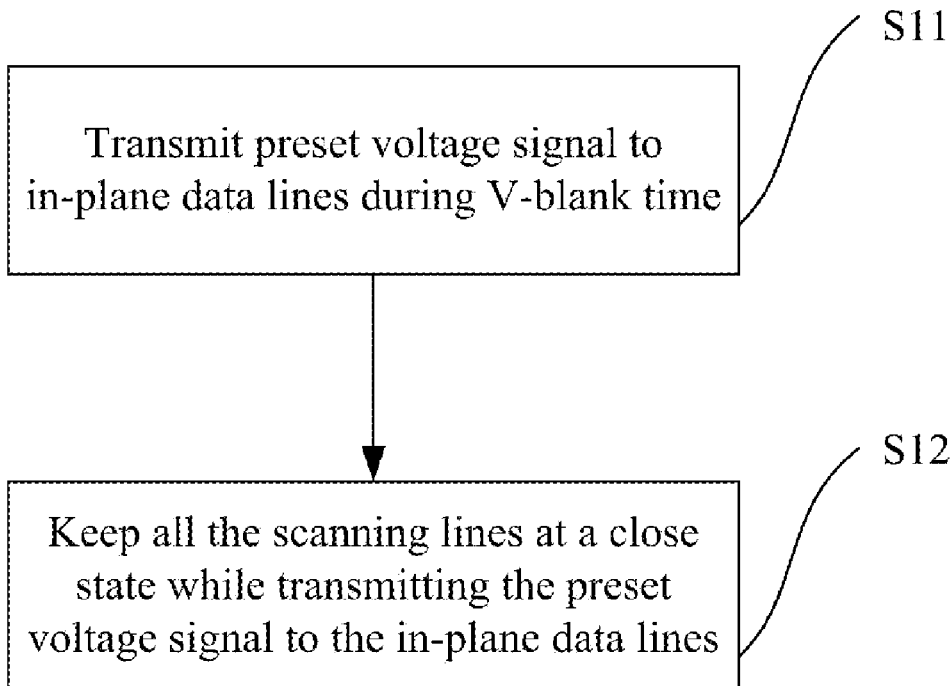 S11
Transmit preset voltage signal to
in-plane data lines during V-blank time
S12
Keep all the scanning lines at a close
state while transmitting the preset
voltage signal to the in-plane data lines